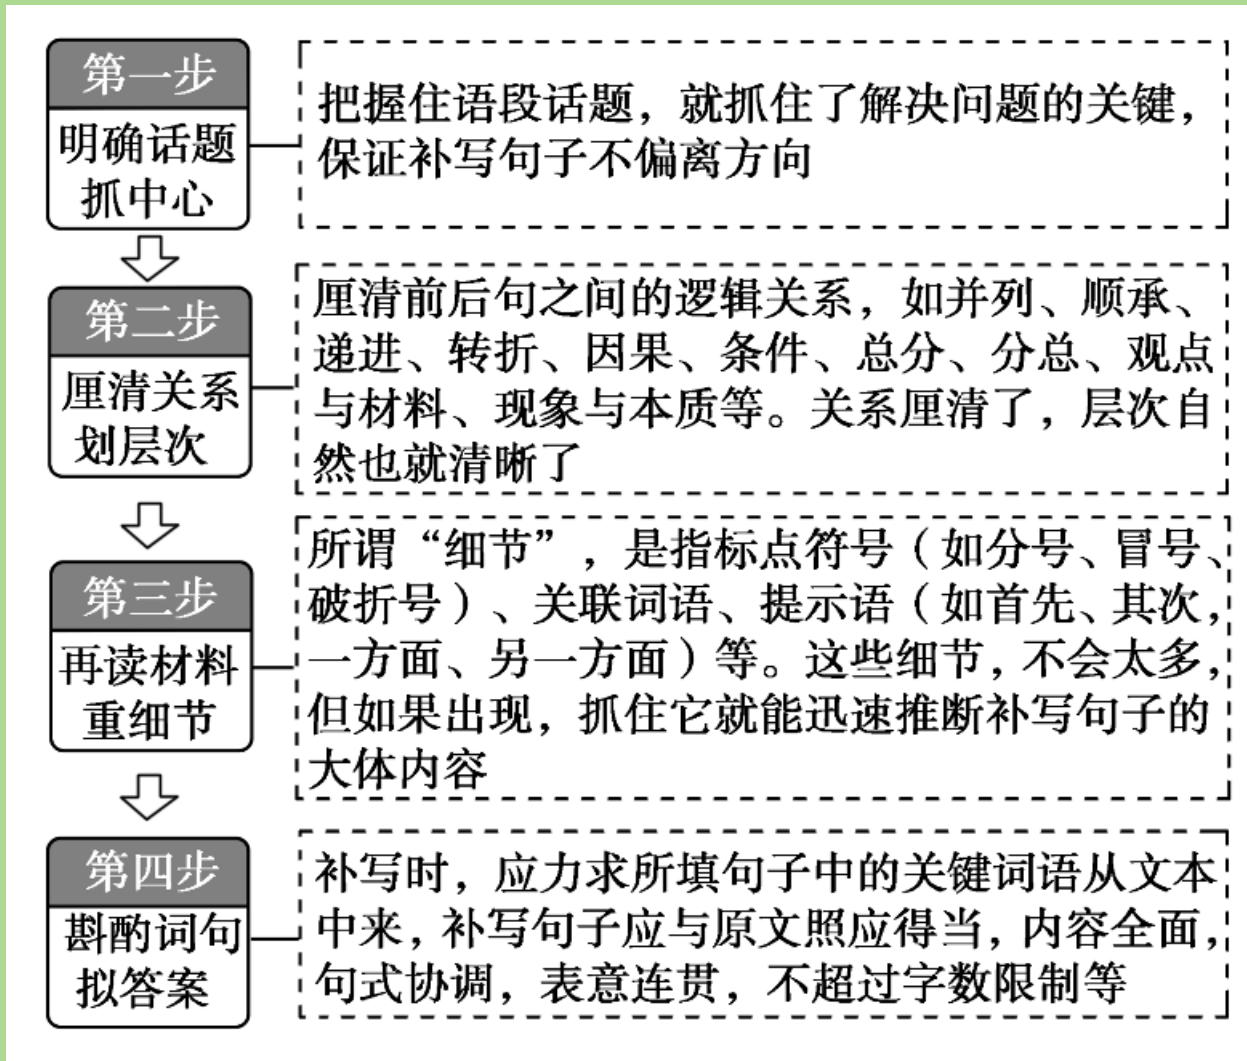 第一步
明确话题
抓中心
把握住语段话题，就抓住了解决问题的关键，
保证补写句子不偏离方向
第二步
厘清关系
划层次
厘清前后句之间的逻辑关系，如并列、顺承、
递进、转折、因果、条件、总分、分总、观点
与材料、现象与本质等。关系厘清了，层次自
然也就清晰了
第三步
再读材料
重细节
所谓“细节”，是指标点符号（如分号、冒号、
破折号）、关联词语、提示语（如首先、其次，
一方面、另一方面）等。这些细节，不会太多，
但如果出现，抓住它就能迅速推断补写句子的
大体内容
第四步
斟酌词句
拟答案
补写时，应力求所填句子中的关键词语从文本
中来，补写句子应与原文照应得当，内容全面，
句式协调，表意连贯，不超过字数限制等